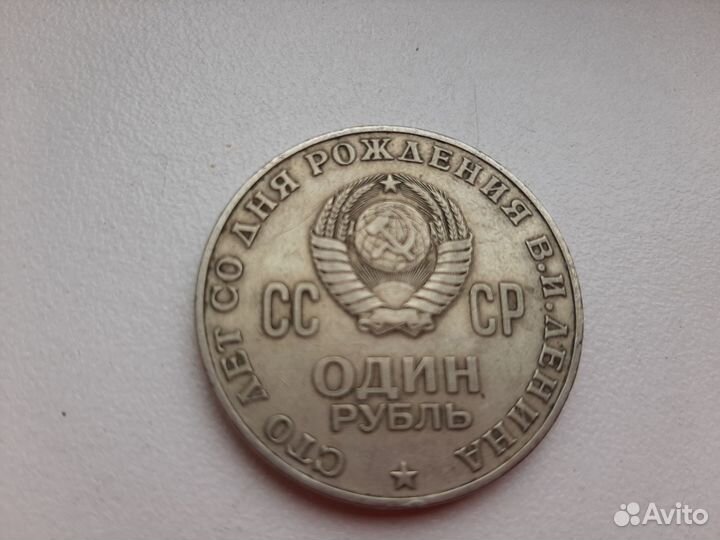 СТО ЛЕТ СО ДНЯ РОЖДЕНИЯ В.И.ЛЕНИНА
СС СР
ОДИН
РУБЛЬ
Avito